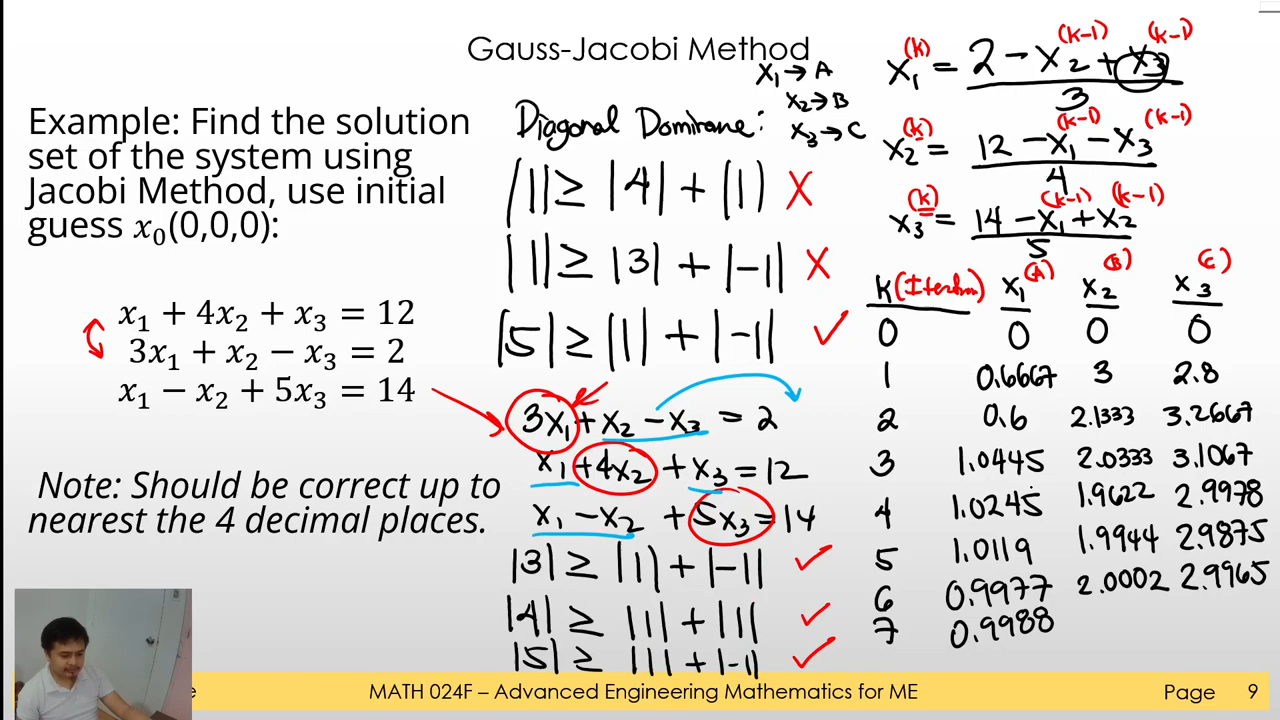 Gauss-Jacobi Method
Example: Find the solution
set of the system using
Jacobi Method, use initial
guess x₀(0,0,0):
x₁ + 4x₂ + x₃ = 12
3x₁ + x₂ − x₃ = 2
x₁ − x₂ + 5x₃ = 14
Note: Should be correct up to
nearest the 4 decimal places.
x₁ → A
x₂ → B
x₃ → C
Diagonal Dominance:
|1| ≥ |4| + |1| X
|1| ≥ |3| + |−1| X
|5| ≥ |1| + |−1| ✓
3x₁ + x₂ − x₃ = 2
x₁ + 4x₂ + x₃ = 12
x₁ − x₂ + 5x₃ = 14
|3| ≥ |1| + |−1| ✓
|4| ≥ |1| + |1| ✓
|5| ≥ |1| + |−1| ✓
x₁^(k) = (2 − x₂^(k-1) + x₃^(k-1)) / 3
x₂^(k) = (12 − x₁^(k-1) − x₃^(k-1)) / 4
x₃^(k) = (14 − x₁^(k-1) + x₂^(k-1)) / 5
k (Iteration) x₁ (A) x₂ (B) x₃ (C)
0 0 0 0
1 0.6667 3 2.8
2 0.6 2.1333 3.2667
3 1.0445 2.0333 3.1067
4 1.0245 1.9622 2.9978
5 1.0119 1.9944 2.9875
6 0.9977 2.0002 2.9965
7 0.9988
MATH 024F – Advanced Engineering Mathematics for ME
Page 9